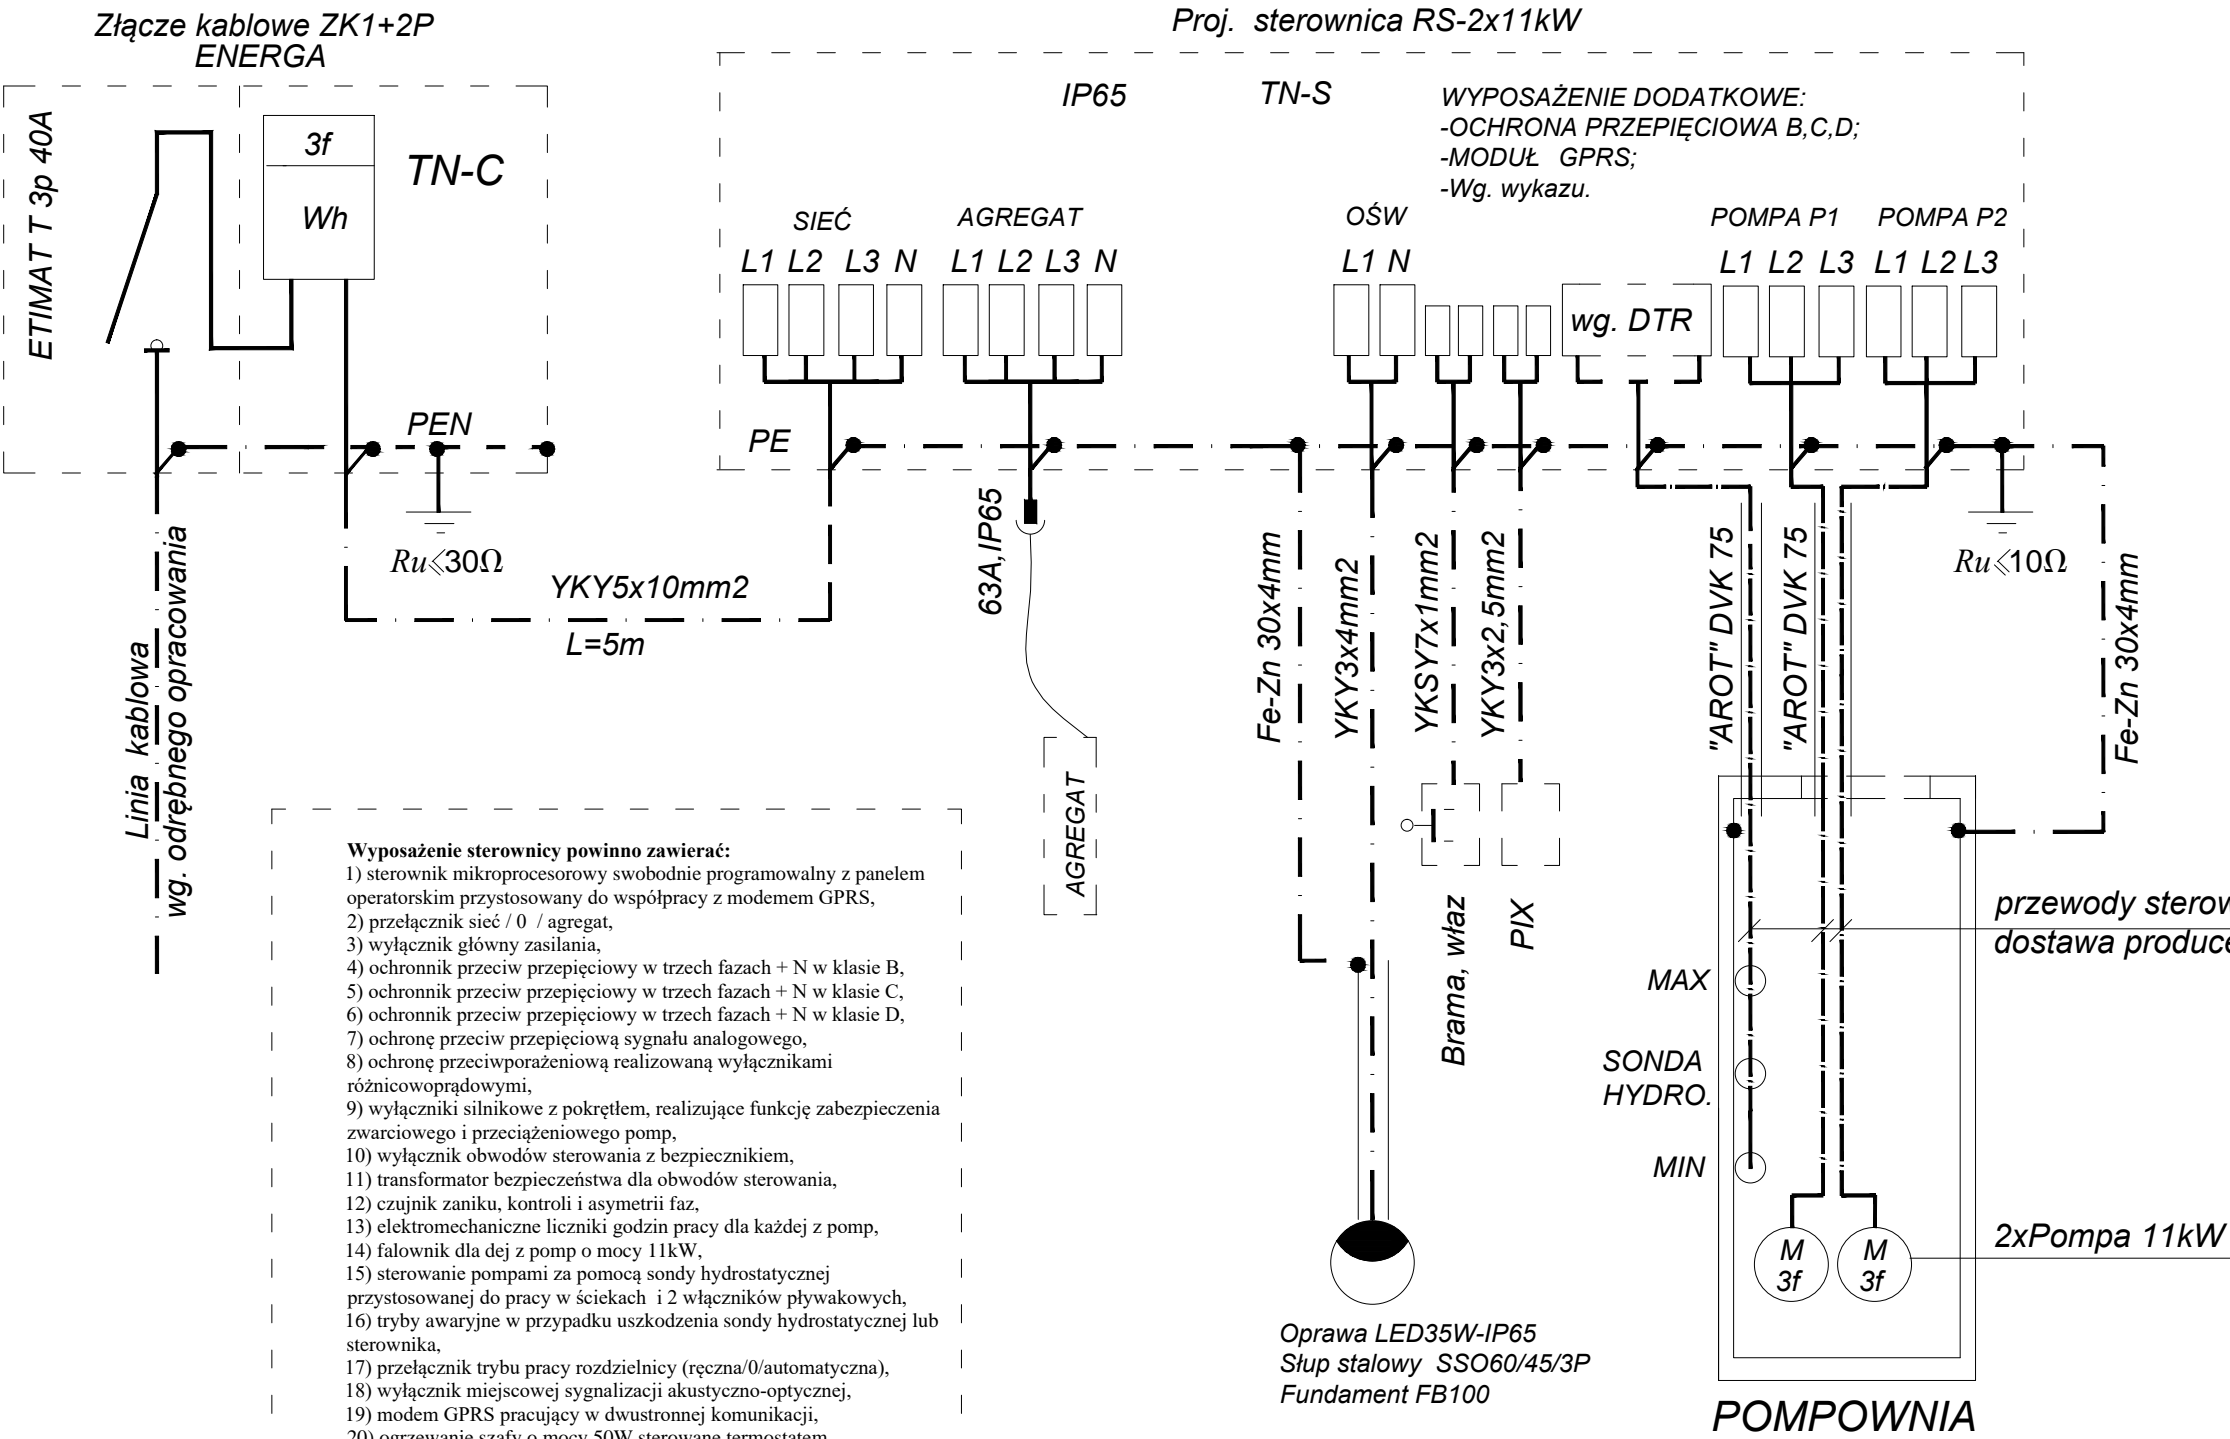 Złącze kablowe ZK1+2P
ENERGA
Proj. sterownica RS-2x11kW
ETIMAT T 3p 40A
3f
Wh
TN-C
PEN
Ru⩽30Ω
Linia kablowa
wg. odrębnego opracowania
YKY5x10mm2
L=5m
IP65
TN-S
WYPOSAŻENIE DODATKOWE:
-OCHRONA PRZEPIĘCIOWA B,C,D;
-MODUŁ GPRS;
-Wg. wykazu.
SIEĆ
L1 L2 L3 N
AGREGAT
L1 L2 L3 N
OŚW
L1 N
wg. DTR
POMPA P1
L1 L2 L3
POMPA P2
L1 L2 L3
PE
63A,IP65
AGREGAT
Fe-Zn 30x4mm
YKY3x4mm2
YKSY7x1mm2
YKY3x2,5mm2
"AROT" DVK 75
"AROT" DVK 75
Ru⩽10Ω
Fe-Zn 30x4mm
Brama, właz
PIX
przewody
dostawa
MAX
SONDA
HYDRO.
MIN
M
3f
M
3f
2xPompa 11kW
POMPOWNIA
Oprawa LED35W-IP65
Słup stalowy SSO60/45/3P
Fundament FB100
Wyposażenie sterownicy powinno zawierać:
1) sterownik mikroprocesorowy swobodnie programowalny z panelem
operatorskim przystosowany do współpracy z modemem GPRS,
2) przełącznik sieć / 0 / agregat,
3) wyłącznik główny zasilania,
4) ochronnik przeciw przepięciowy w trzech fazach + N w klasie B,
5) ochronnik przeciw przepięciowy w trzech fazach + N w klasie C,
6) ochronnik przeciw przepięciowy w trzech fazach + N w klasie D,
7) ochronę przeciw przepięciową sygnału analogowego,
8) ochronę przeciwporażeniową realizowaną wyłącznikami
różnicowoprądowymi,
9) wyłączniki silnikowe z pokrętłem, realizujące funkcję zabezpieczenia
zwarciowego i przeciążeniowego pomp,
10) wyłącznik obwodów sterowania z bezpiecznikiem,
11) transformator bezpieczeństwa dla obwodów sterowania,
12) czujnik zaniku, kontroli i asymetrii faz,
13) elektromechaniczne liczniki godzin pracy dla każdej z pomp,
14) falownik dla dej z pomp o mocy 11kW,
15) sterowanie pompami za pomocą sondy hydrostatycznej
przystosowanej do pracy w ściekach i 2 włączników pływakowych,
16) tryby awaryjne w przypadku uszkodzenia sondy hydrostatycznej lub
sterownika,
17) przełącznik trybu pracy rozdzielnicy (ręczna/0/automatyczna),
18) wyłącznik miejscowej sygnalizacji akustyczno-optycznej,
19) modem GPRS pracujący w dwustronnej komunikacji,
20) ogrzewanie szafy o mocy 50W sterowane termostatem